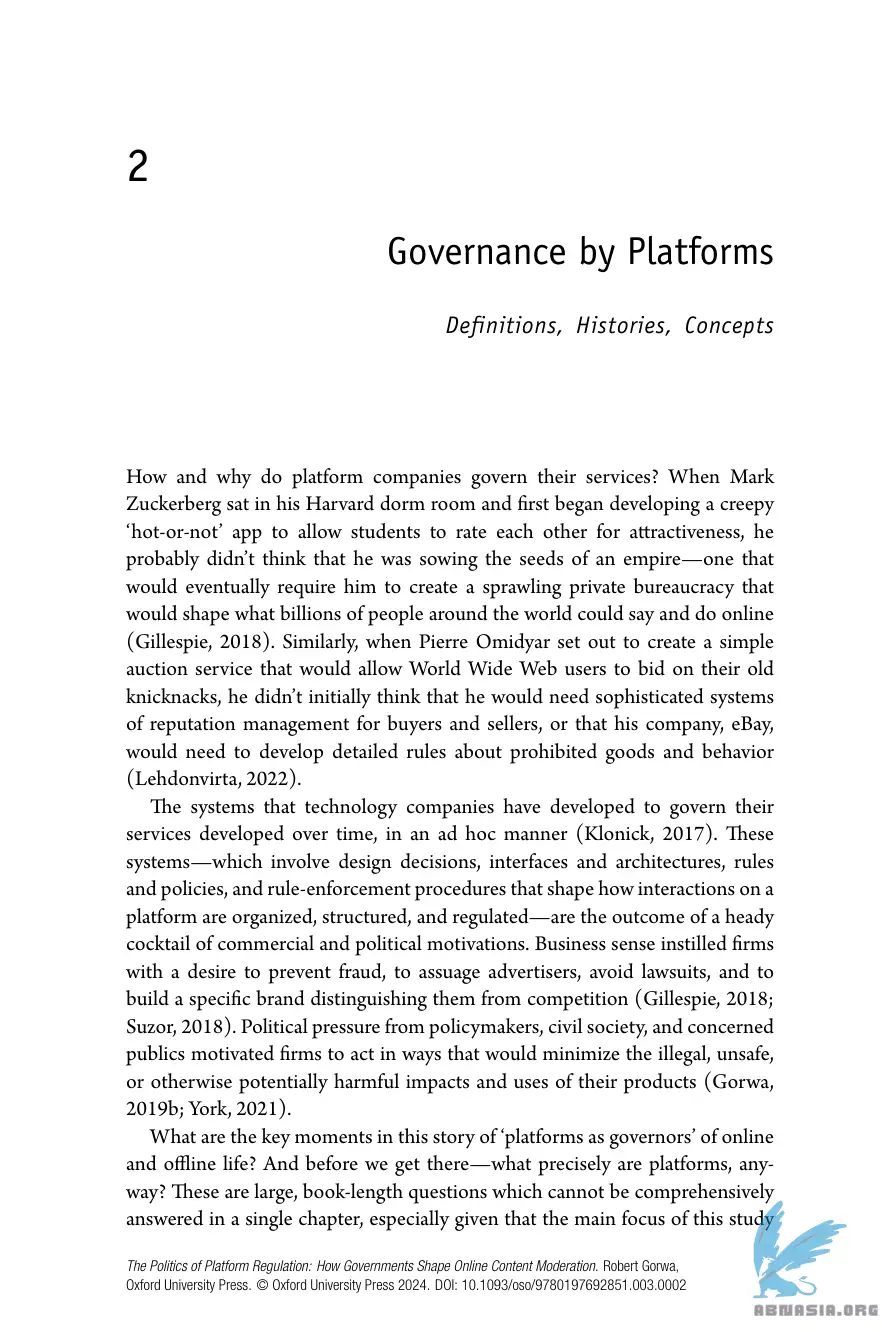 2
Governance by Platforms
Definitions, Histories, Concepts
How and why do platform companies govern their services? When Mark
Zuckerberg sat in his Harvard dorm room and first began developing a creepy
‘hot-or-not’ app to allow students to rate each other for attractiveness, he
probably didn’t think that he was sowing the seeds of an empire—one that
would eventually require him to create a sprawling private bureaucracy that
would shape what billions of people around the world could say and do online
(Gillespie, 2018). Similarly, when Pierre Omidyar set out to create a simple
auction service that would allow World Wide Web users to bid on their old
knicknacks, he didn’t initially think that he would need sophisticated systems
of reputation management for buyers and sellers, or that his company, eBay,
would need to develop detailed rules about prohibited goods and behavior
(Lehdonvirta, 2022).
The systems that technology companies have developed to govern their
services developed over time, in an ad hoc manner (Klonick, 2017). These
systems—which involve design decisions, interfaces and architectures, rules
and policies, and rule-enforcement procedures that shape how interactions on a
platform are organized, structured, and regulated—are the outcome of a heady
cocktail of commercial and political motivations. Business sense instilled firms
with a desire to prevent fraud, to assuage advertisers, avoid lawsuits, and to
build a specific brand distinguishing them from competition (Gillespie, 2018;
Suzor, 2018). Political pressure from policymakers, civil society, and concerned
publics motivated firms to act in ways that would minimize the illegal, unsafe,
or otherwise potentially harmful impacts and uses of their products (Gorwa,
2019b; York, 2021).
What are the key moments in this story of ‘platforms as governors’ of online
and offline life? And before we get there—what precisely are platforms, any-
way? These are large, book-length questions which cannot be comprehensively
answered in a single chapter, especially given that the main focus of this study
The Politics of Platform Regulation: How Governments Shape Online Content Moderation. Robert Gorwa,
Oxford University Press. © Oxford University Press 2024. DOI: 10.1093/oso/9780197692851.003.0002
ABNASIA.ORG